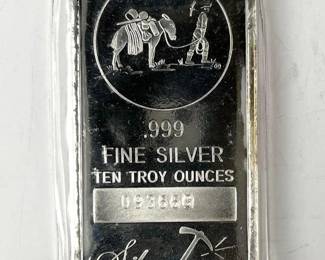 .999
FINE SILVER
TEN TROY OUNCES